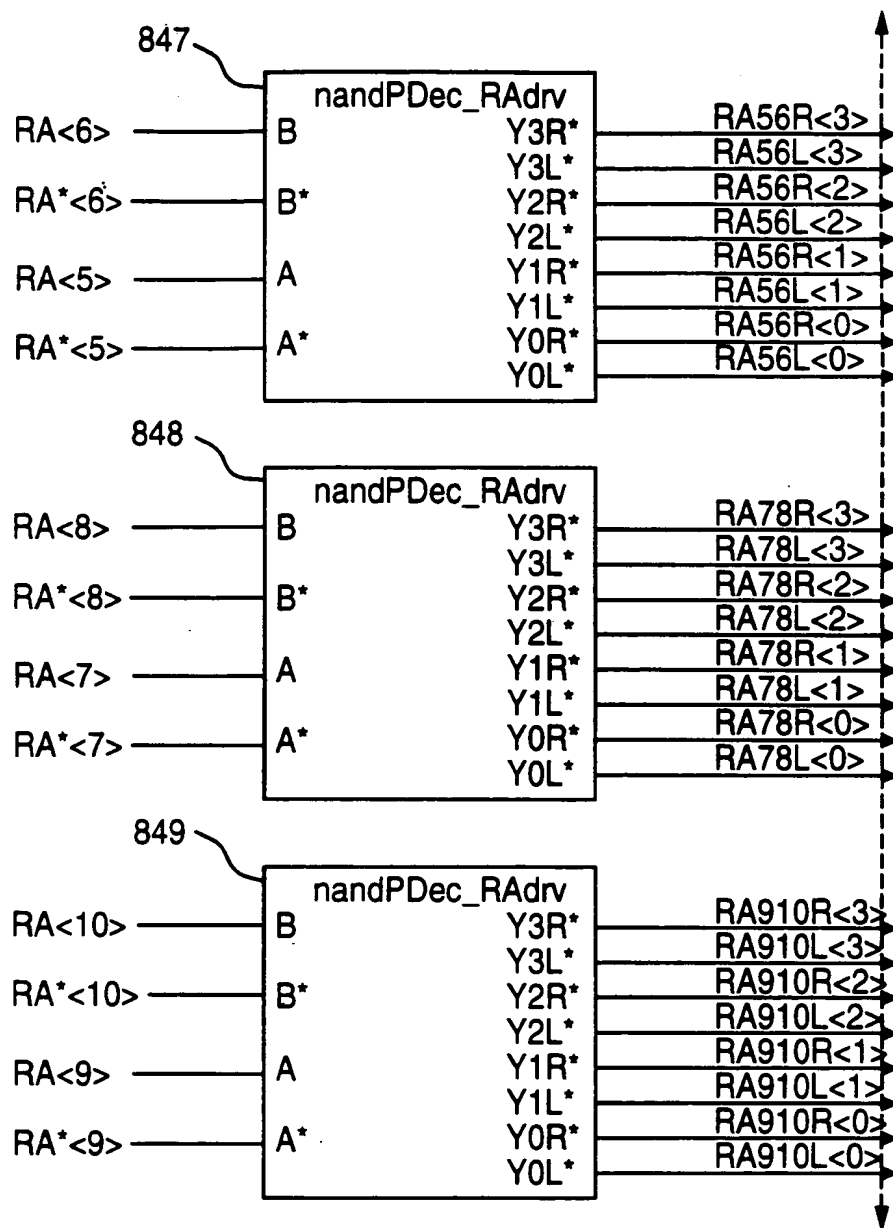 847
nandPDec_RAdrv
RA<6> B Y3R* RA56R<3>
Y3L* RA56L<3>
RA*<6> B* Y2R* RA56R<2>
Y2L* RA56L<2>
RA<5> A Y1R* RA56R<1>
Y1L* RA56L<1>
RA*<5> A* Y0R* RA56R<0>
Y0L* RA56L<0>
848
nandPDec_RAdrv
RA<8> B Y3R* RA78R<3>
Y3L* RA78L<3>
RA*<8> B* Y2R* RA78R<2>
Y2L* RA78L<2>
RA<7> A Y1R* RA78R<1>
Y1L* RA78L<1>
RA*<7> A* Y0R* RA78R<0>
Y0L* RA78L<0>
849
nandPDec_RAdrv
RA<10> B Y3R* RA910R<3>
Y3L* RA910L<3>
RA*<10> B* Y2R* RA910R<2>
Y2L* RA910L<2>
RA<9> A Y1R* RA910R<1>
Y1L* RA910L<1>
RA*<9> A* Y0R* RA910R<0>
Y0L* RA910L<0>